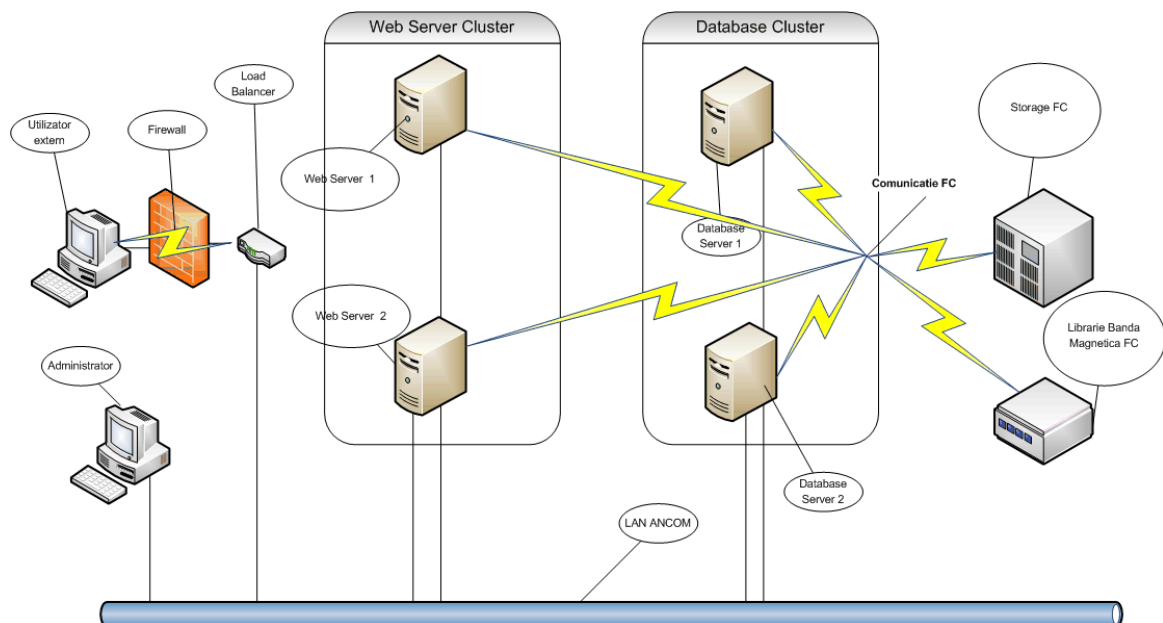 Web Server Cluster
Database Cluster
Load
Balancer
Storage FC
Utilizator
extern
Firewall
Web Server 1
Comunicatie FC
Database
Server 1
Web Server 2
Librarie Banda
Magnetica FC
Administrator
Database
Server 2
LAN ANCOM